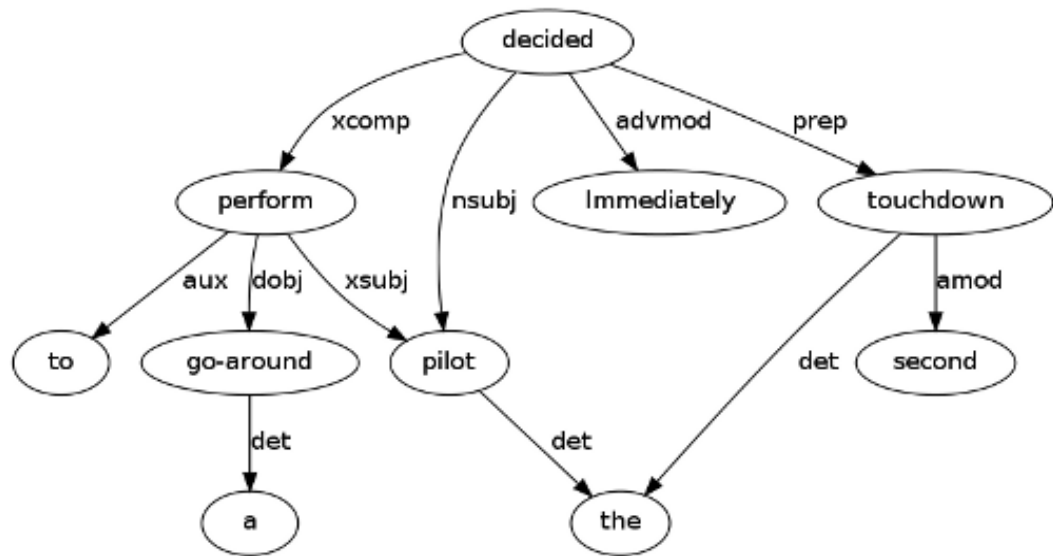 decided
xcomp
advmod
prep
perform
nsubj
Immediately
touchdown
aux
dobj
xsubj
amod
to
go-around
pilot
det
second
det
det
a
the